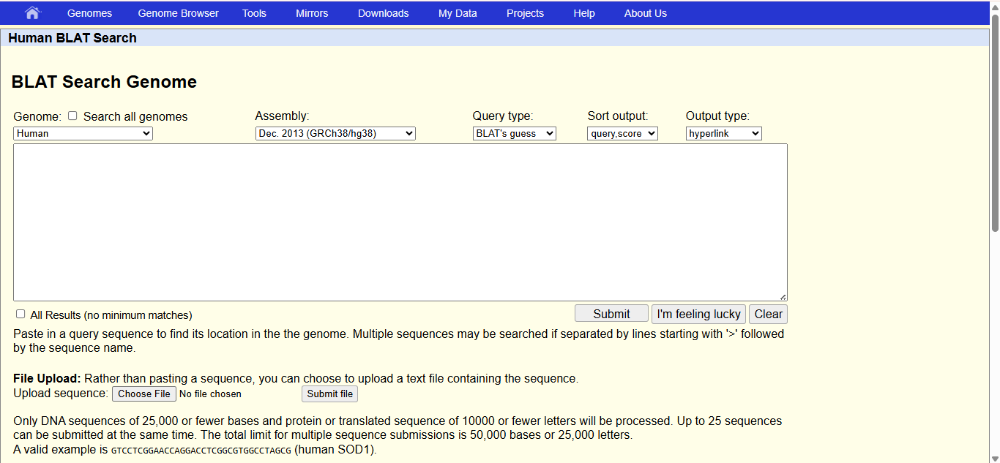 Genomes Genome Browser Tools Mirrors Downloads My Data Projects Help About Us
Human BLAT Search
BLAT Search Genome
Genome: Search all genomes Assembly: Query type: Sort output: Output type:
Human Dec. 2013 (GRCh38/hg38) BLAT's guess query,score hyperlink
All Results (no minimum matches) Submit I'm feeling lucky Clear
Paste in a query sequence to find its location in the the genome. Multiple sequences may be searched if separated by lines starting with '>' followed
by the sequence name.
File Upload: Rather than pasting a sequence, you can choose to upload a text file containing the sequence.
Upload sequence: Choose File No file chosen Submit file
Only DNA sequences of 25,000 or fewer bases and protein or translated sequence of 10000 or fewer letters will be processed. Up to 25 sequences
can be submitted at the same time. The total limit for multiple sequence submissions is 50,000 bases or 25,000 letters.
A valid example is GTCCTCGGAACCAGGACCTCGGCGTGGCCTAGCG (human SOD1).